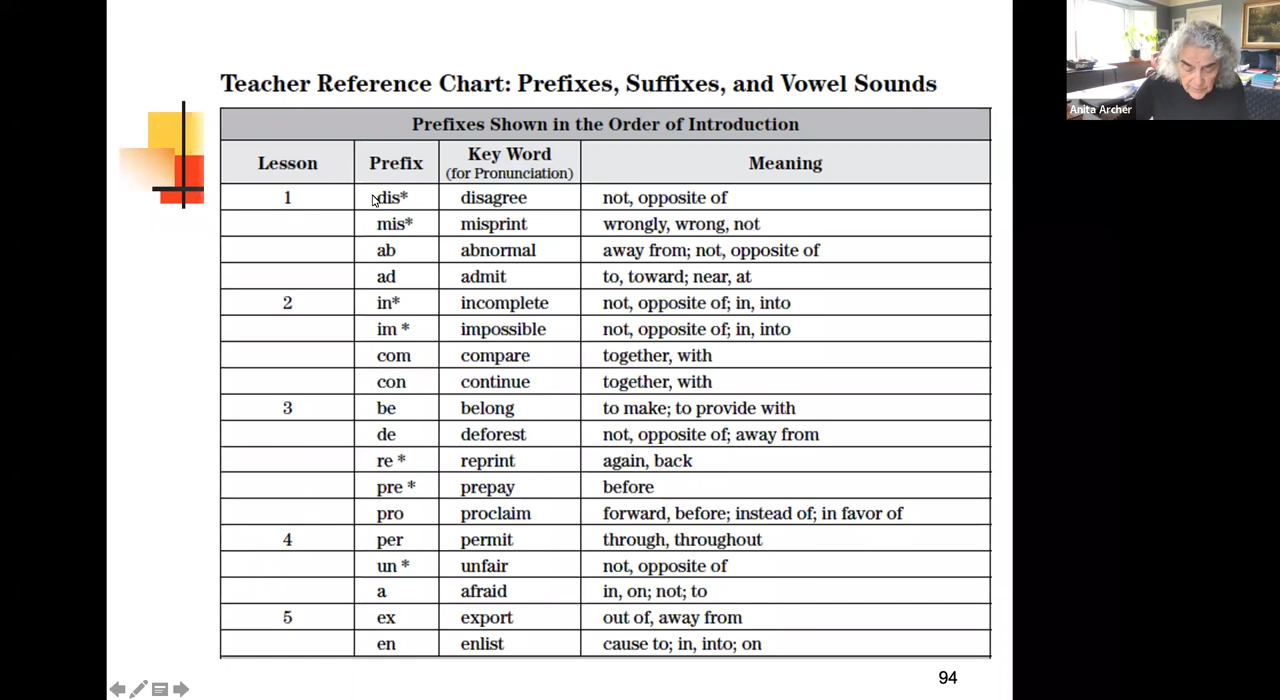 Teacher Reference Chart: Prefixes, Suffixes, and Vowel Sounds
Anita Archer
Prefixes Shown in the Order of Introduction
Lesson Prefix Key Word (for Pronunciation) Meaning
1 dis* disagree not, opposite of
mis* misprint wrongly, wrong, not
ab abnormal away from; not, opposite of
ad admit to, toward; near, at
2 in* incomplete not, opposite of; in, into
im * impossible not, opposite of; in, into
com compare together, with
con continue together, with
3 be belong to make; to provide with
de deforest not, opposite of; away from
re * reprint again, back
pre * prepay before
pro proclaim forward, before; instead of; in favor of
4 per permit through, throughout
un * unfair not, opposite of
a afraid in, on; not; to
5 ex export out of, away from
en enlist cause to; in, into; on
94